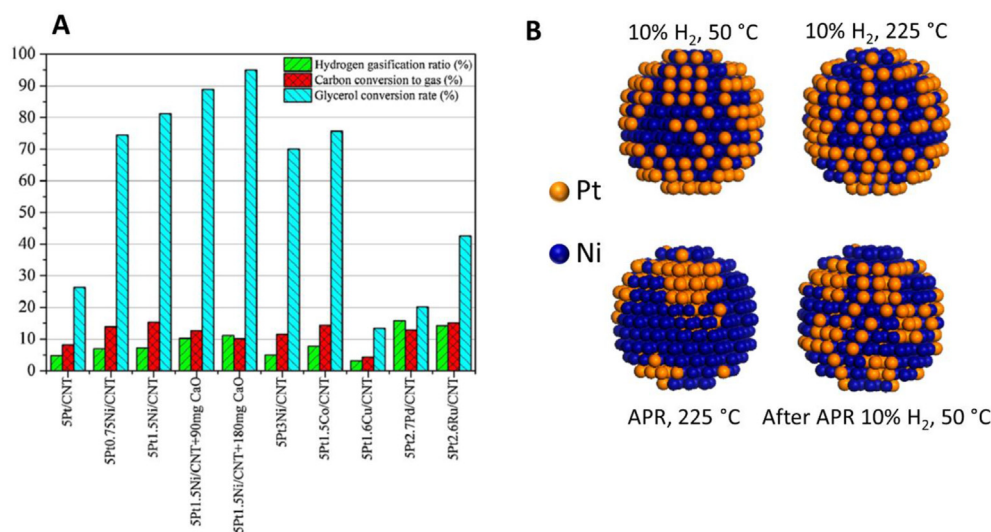 A
100
90
80
70
60
50
40
30
20
10
0
Hydrogen gasification ratio (%)
Carbon conversion to gas (%)
Glycerol conversion rate (%)
5Pt/CNT
5Pt0.75Ni/CNT
5Pt1.5Ni/CNT
5Pt1.5Ni/CNT+90mg CaO
5Pt1.5Ni/CNT+180mg CaO
5Pt3Ni/CNT
5Pt1.5Co/CNT
5Pt1.6Cu/CNT
5Pt2.7Pd/CNT
5Pt2.6Ru/CNT
B
10% H₂, 50 °C
10% H₂, 225 °C
Pt
Ni
APR, 225 °C
After APR 10% H₂, 50 °C